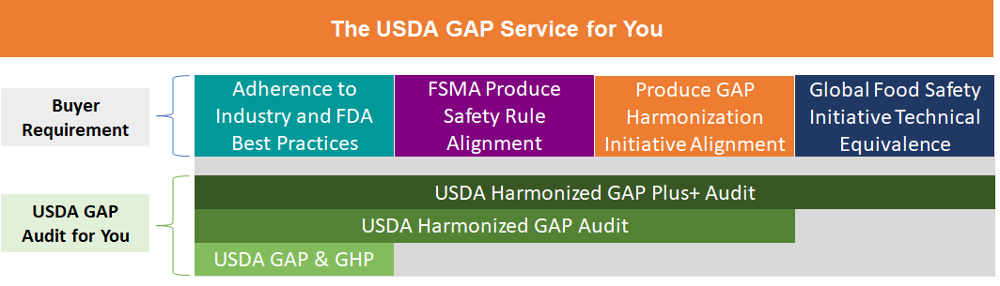 The USDA GAP Service for You
Buyer
Requirement
Adherence to
Industry and FDA
Best Practices
FSMA Produce
Safety Rule
Alignment
Produce GAP
Harmonization
Initiative Alignment
Global Food Safety
Initiative Technical
Equivalence
USDA GAP
Audit for You
USDA Harmonized GAP Plus+ Audit
USDA Harmonized GAP Audit
USDA GAP & GHP